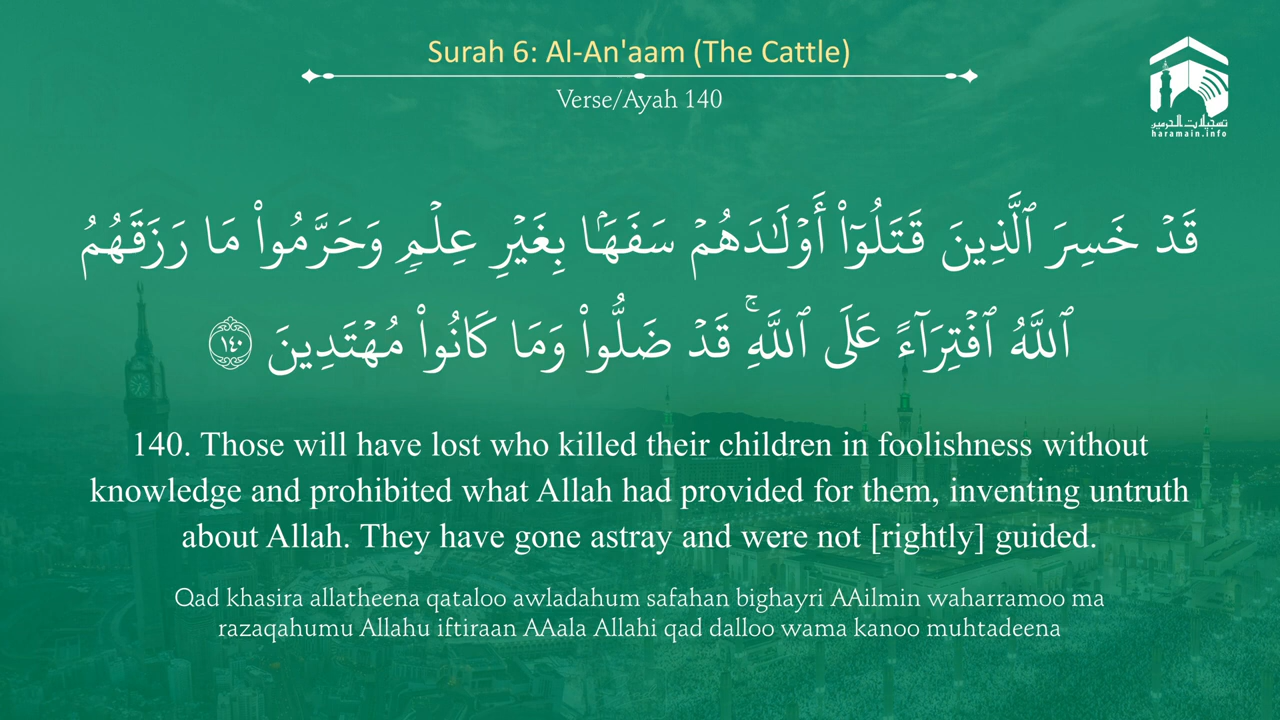 Surah 6: Al-An'aam (The Cattle)
Verse/Ayah 140
تسجيلات الحرمين
haramain.info
قَدۡ خَسِرَ ٱلَّذِينَ قَتَلُوٓاْ أَوۡلَٰدَهُمۡ سَفَهَۢا بِغَيۡرِ عِلۡمٖ وَحَرَّمُواْ مَا رَزَقَهُمُ
ٱللَّهُ ٱفۡتِرَآءً عَلَى ٱللَّهِۚ قَدۡ ضَلُّواْ وَمَا كَانُواْ مُهۡتَدِينَ ١٤٠
140. Those will have lost who killed their children in foolishness without
knowledge and prohibited what Allah had provided for them, inventing untruth
about Allah. They have gone astray and were not [rightly] guided.
Qad khasira allatheena qataloo awladahum safahan bighayri AAilmin waharramoo ma
razaqahumu Allahu iftiraan AAala Allahi qad dalloo wama kanoo muhtadeena